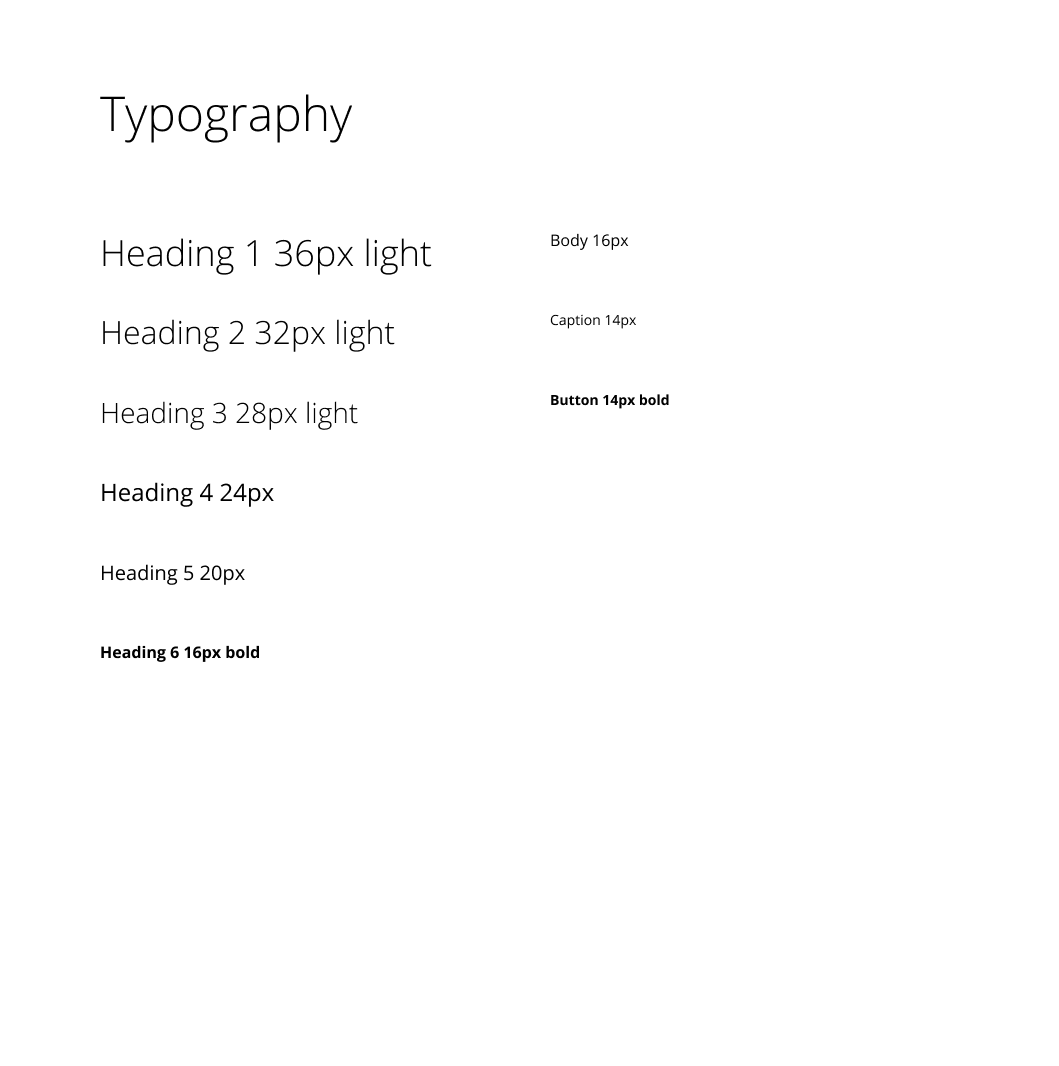 Typography
Heading 1 36px light
Heading 2 32px light
Heading 3 28px light
Heading 4 24px
Heading 5 20px
Heading 6 16px bold
Body 16px
Caption 14px
Button 14px bold